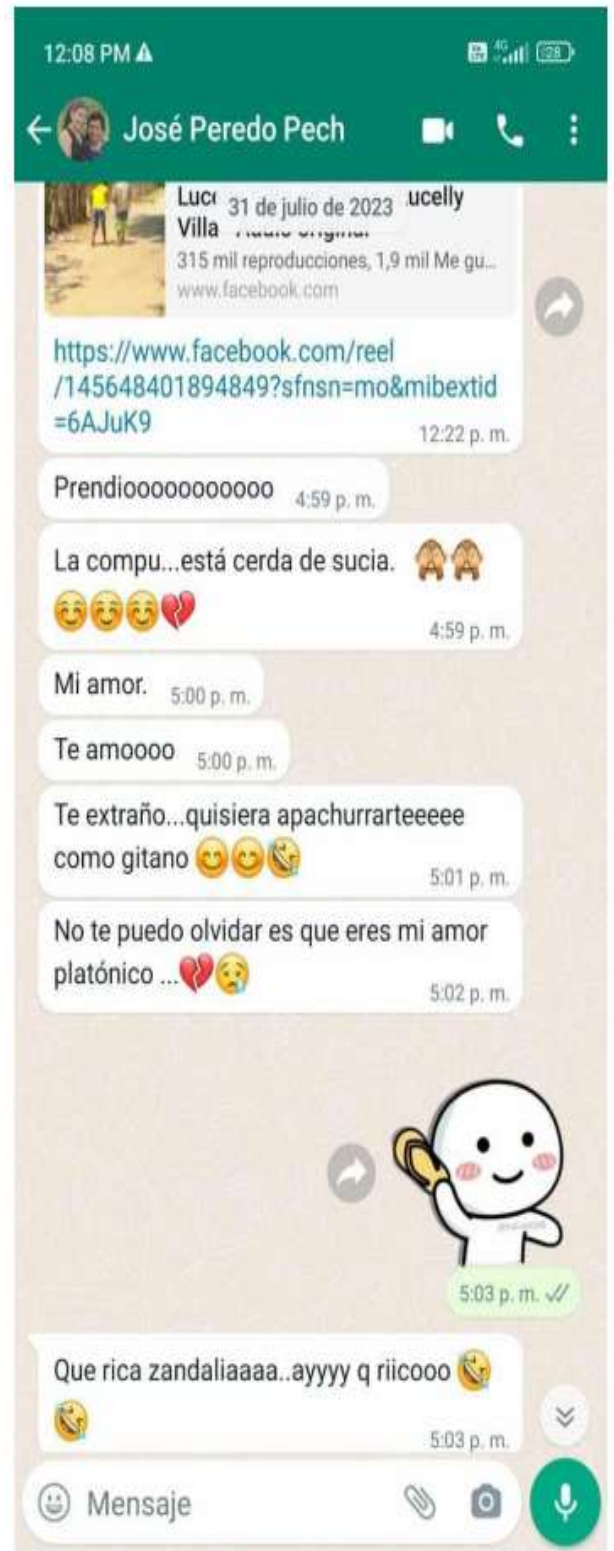 12:08 PM
4G
28
José Peredo Pech
31 de julio de 2023
Luc ucelly
Villa
315 mil reproducciones, 1,9 mil Me gu...
www.facebook.com
https://www.facebook.com/reel
/145648401894849?sfnsn=mo&mibextid
=6AJuK9
12:22 p. m.
Prendiooooooooooo
4:59 p. m.
La compu...está cerda de sucia. 🙈🙈
☺️☺️☺️💔
4:59 p. m.
Mi amor.
5:00 p. m.
Te amoooo
5:00 p. m.
Te extraño...quisiera apachurrarteeeee
como gitano 😊😊🤣
5:01 p. m.
No te puedo olvidar es que eres mi amor
platónico ...💔😢
5:02 p. m.
5:03 p. m.
Que rica zandaliaaaa..ayyyy q riicooo 🤣
🤣
5:03 p. m.
Mensaje